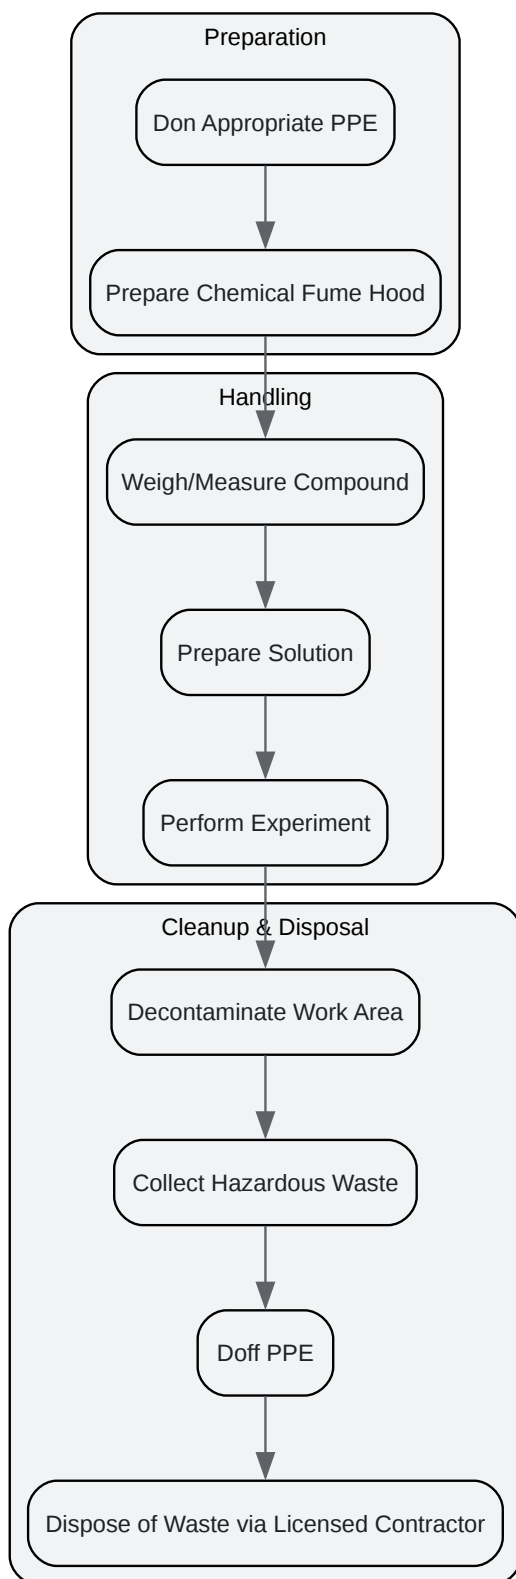 Preparation
Don Appropriate PPE
Prepare Chemical Fume Hood
Handling
Weigh/Measure Compound
Prepare Solution
Perform Experiment
Cleanup & Disposal
Decontaminate Work Area
Collect Hazardous Waste
Doff PPE
Dispose of Waste via Licensed Contractor